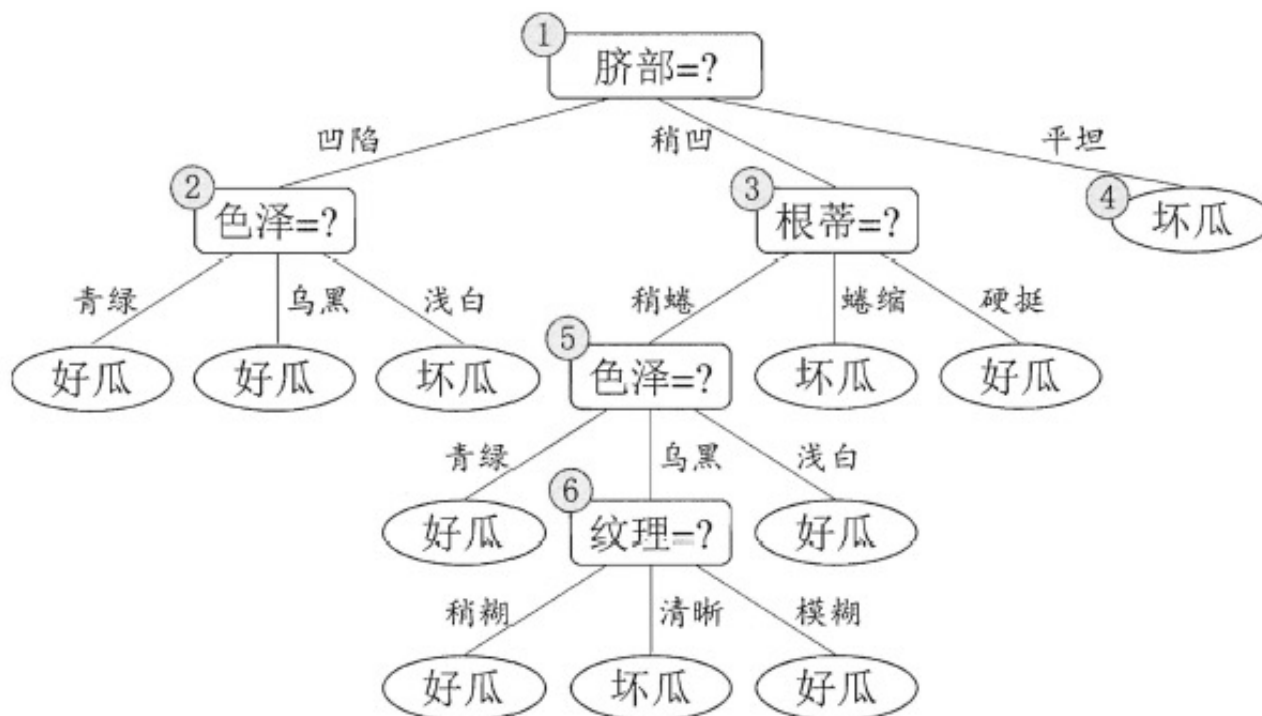 ①
脐部=?
凹陷 稍凹 平坦
② ③ ④
色泽=? 根蒂=? 坏瓜
青绿 乌黑 浅白 稍蜷 蜷缩 硬挺
⑤
好瓜 好瓜 坏瓜 色泽=? 坏瓜 好瓜
青绿 乌黑 浅白
⑥
好瓜 纹理=? 好瓜
稍糊 清晰 模糊
好瓜 坏瓜 好瓜